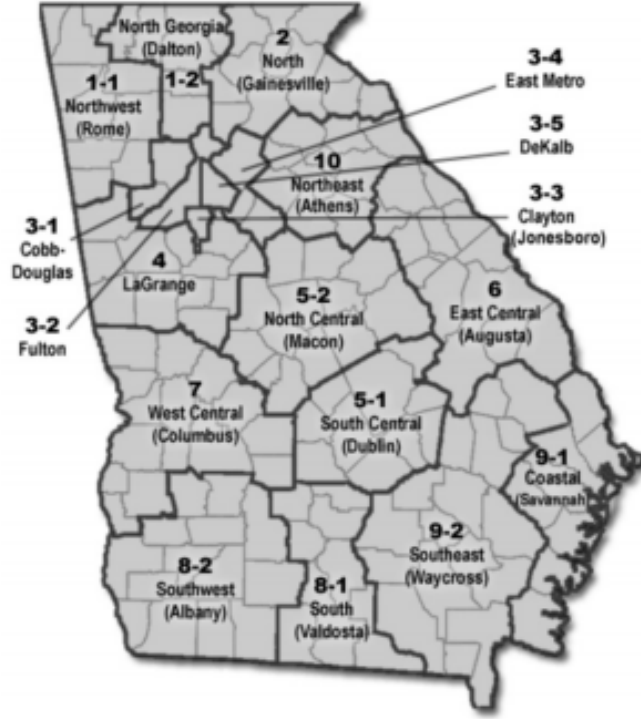 North Georgia
(Dalton)
1-2
2
North
(Gainesville)
1-1
Northwest
(Rome)
3-4
East Metro
3-5
DeKalb
10
Northeast
(Athens)
3-3
Clayton
(Jonesboro)
3-1
Cobb-
Douglas
4
LaGrange
3-2
Fulton
5-2
North Central
(Macon)
6
East Central
(Augusta)
7
West Central
(Columbus)
5-1
South Central
(Dublin)
9-1
Coastal
(Savannah)
9-2
Southeast
(Waycross)
8-2
Southwest
(Albany)
8-1
South
(Valdosta)